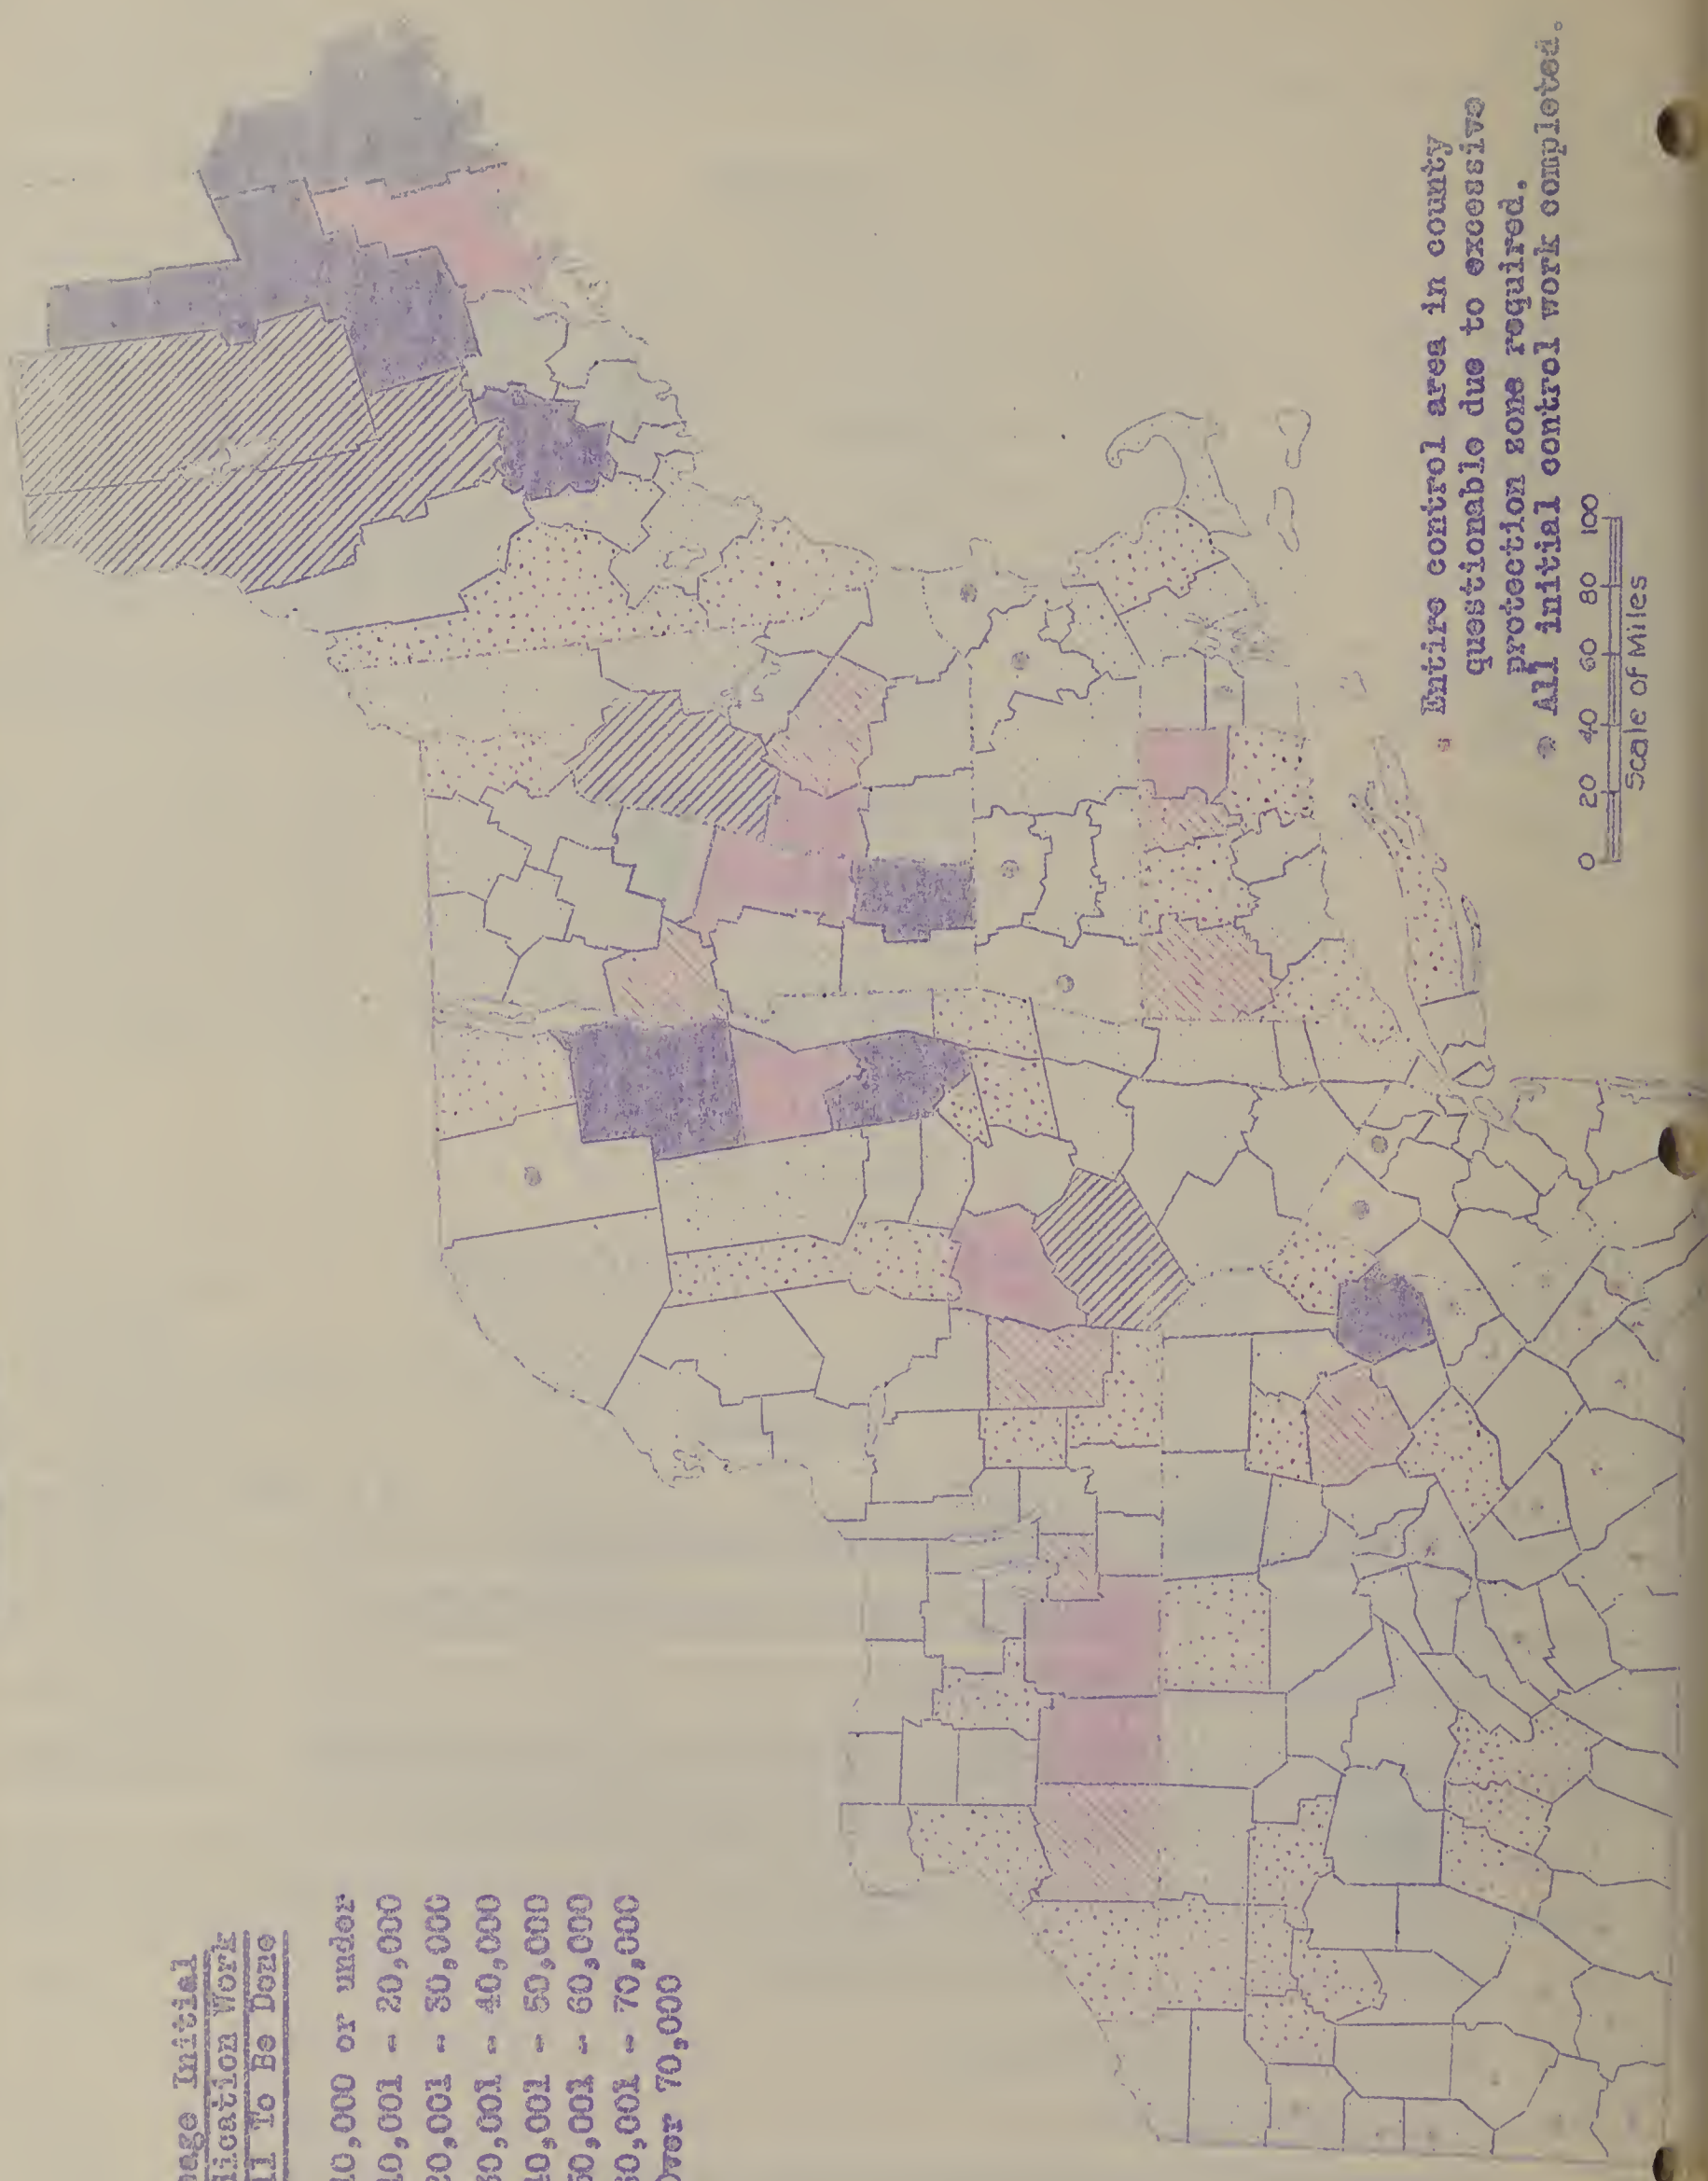 eage Initial
dication Work
ll To Be Done
10,000 or under
10,001 - 20,000
20,001 - 30,000
30,001 - 40,000
40,001 - 50,000
50,001 - 60,000
60,001 - 70,000
Over 70,000
Entire control area in county
questionable due to excessive
protection zone required.
All initial control work completed.
0 20 40 60 80 100
Scale of Miles